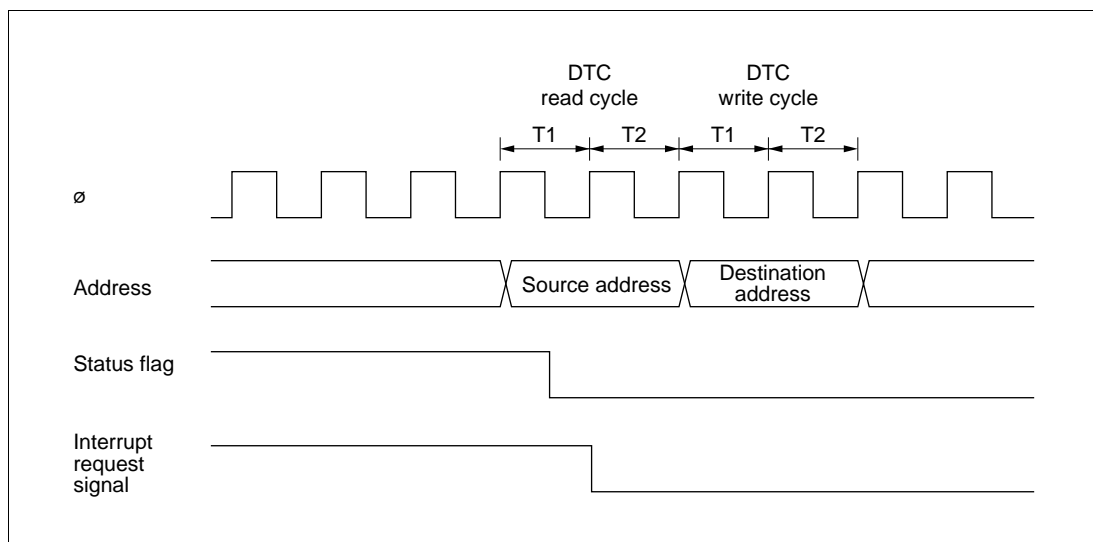 DTC
read cycle
DTC
write cycle
T1
T2
T1
T2
ø
Address
Source address
Destination
address
Status flag
Interrupt
request
signal